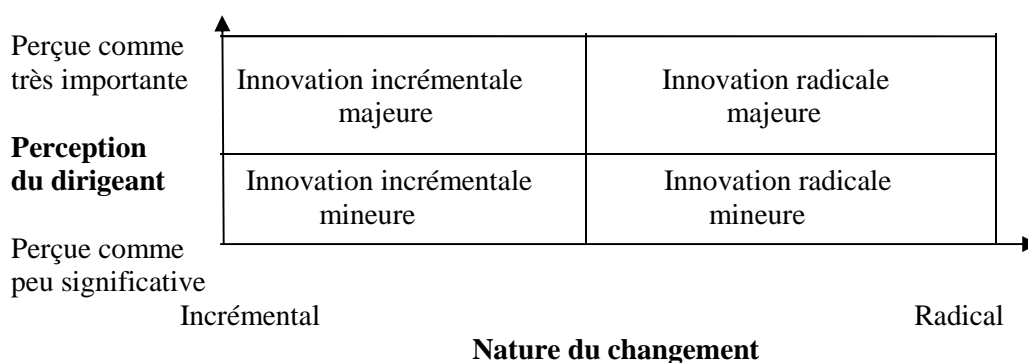 Perçue comme
très importante
Innovation incrémentale
majeure
Innovation radicale
majeure
Perception
du dirigeant
Innovation incrémentale
mineure
Innovation radicale
mineure
Perçue comme
peu significative
Incrémental
Radical
Nature du changement